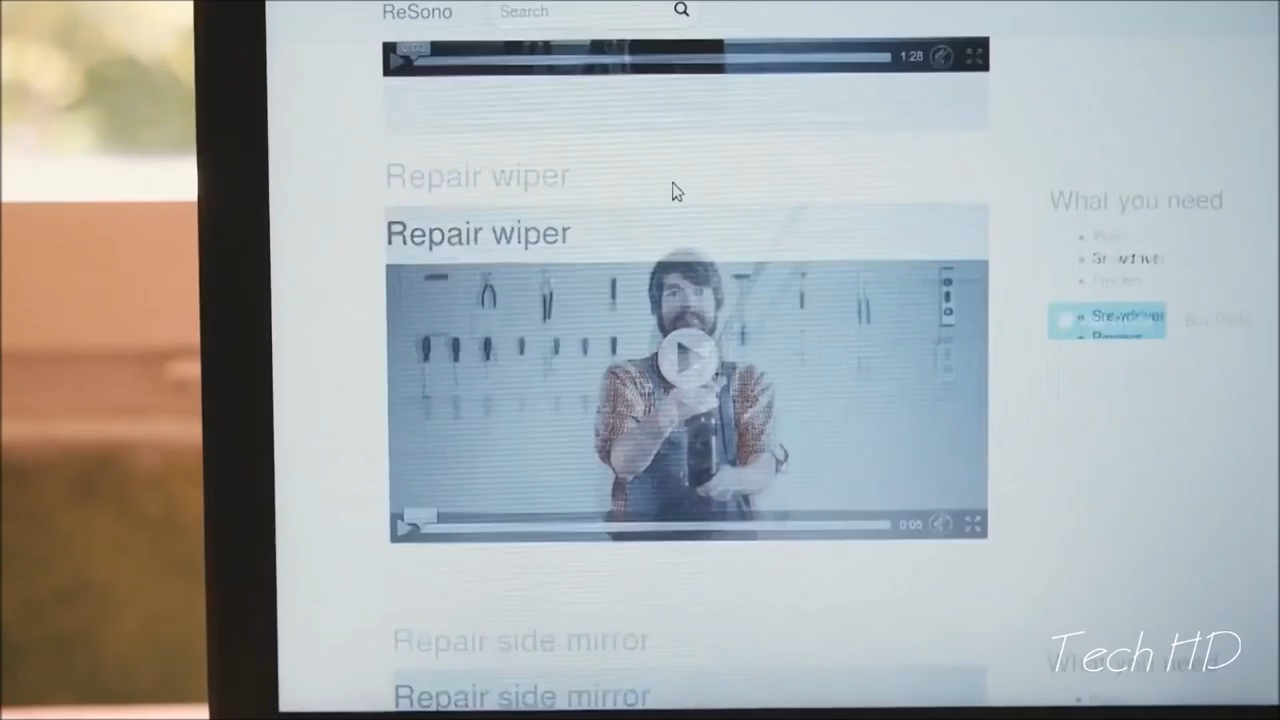 ReSono
Search
1:28
Repair wiper
Repair wiper
What you need
0:05
Repair side mirror
Repair side mirror
Tech HD